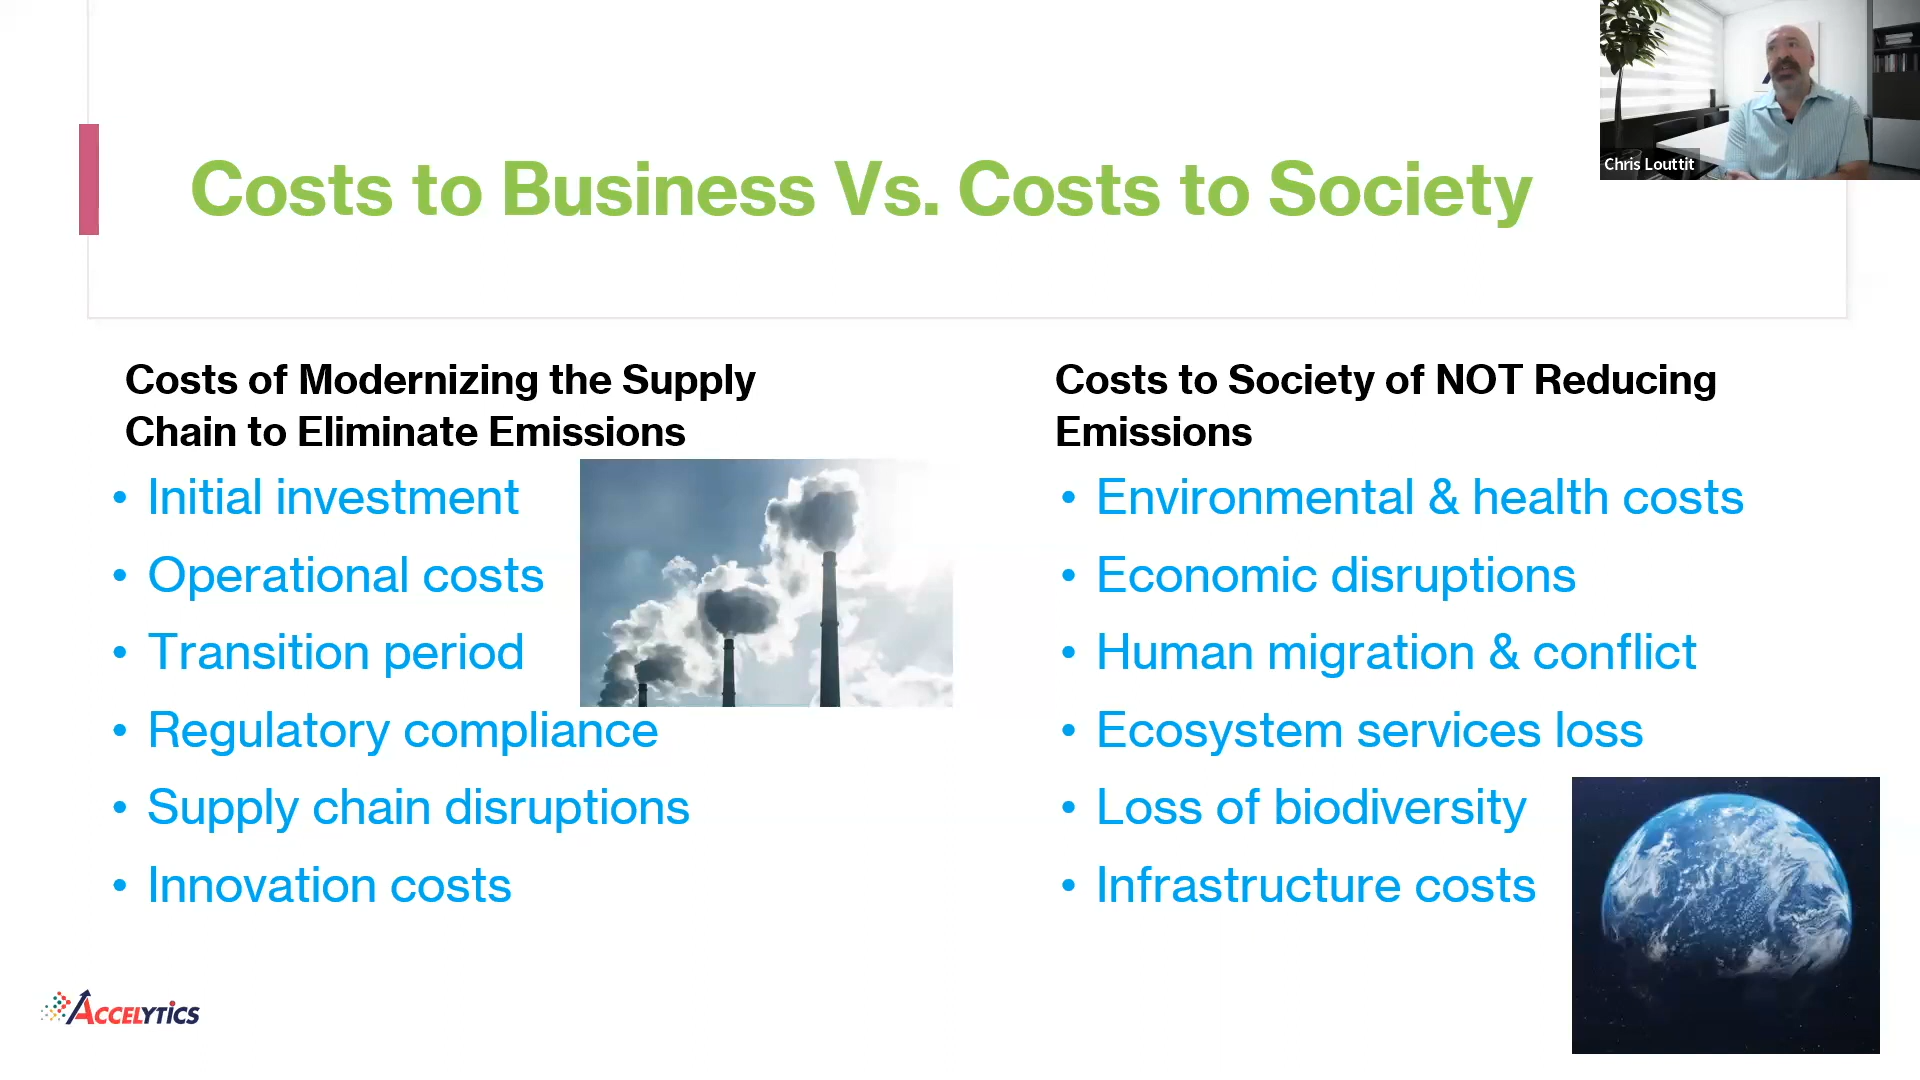 Chris Louttit
Costs to Business Vs. Costs to Society
Costs of Modernizing the Supply
Chain to Eliminate Emissions
• Initial investment
• Operational costs
• Transition period
• Regulatory compliance
• Supply chain disruptions
• Innovation costs
Costs to Society of NOT Reducing
Emissions
• Environmental & health costs
• Economic disruptions
• Human migration & conflict
• Ecosystem services loss
• Loss of biodiversity
• Infrastructure costs
ACCELYTICS